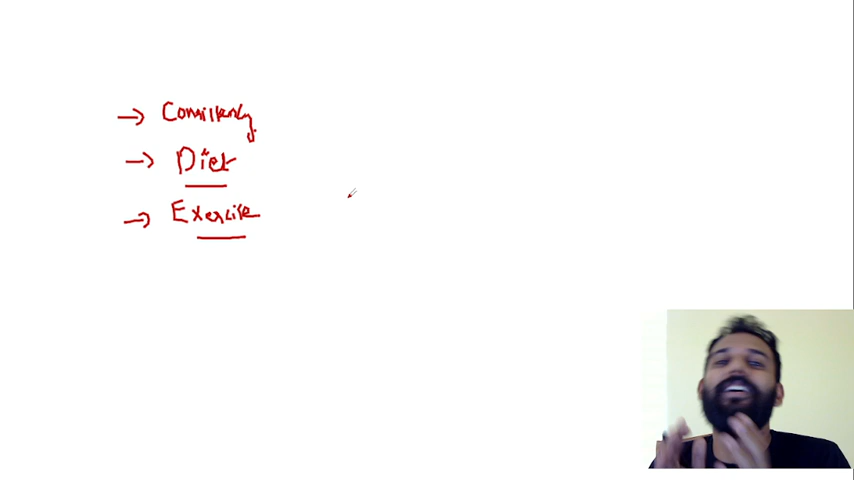 → Consistency
→ Diet
→ Exercise